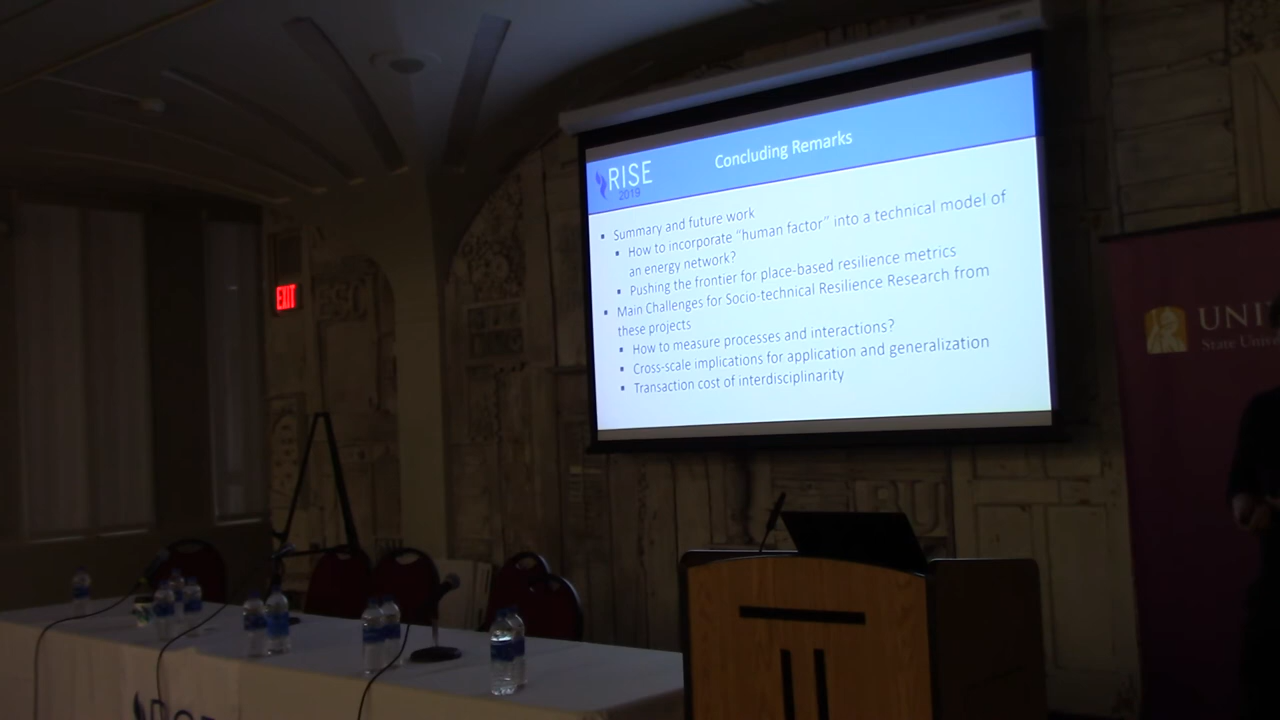 RISE
2019
Concluding Remarks
▪ Summary and future work
▪ How to incorporate “human factor” into a technical model of
an energy network?
▪ Pushing the frontier for place-based resilience metrics
▪ Main Challenges for Socio-technical Resilience Research from
these projects
▪ How to measure processes and interactions?
▪ Cross-scale implications for application and generalization
▪ Transaction cost of interdisciplinarity
EXIT
UNI
State Unive